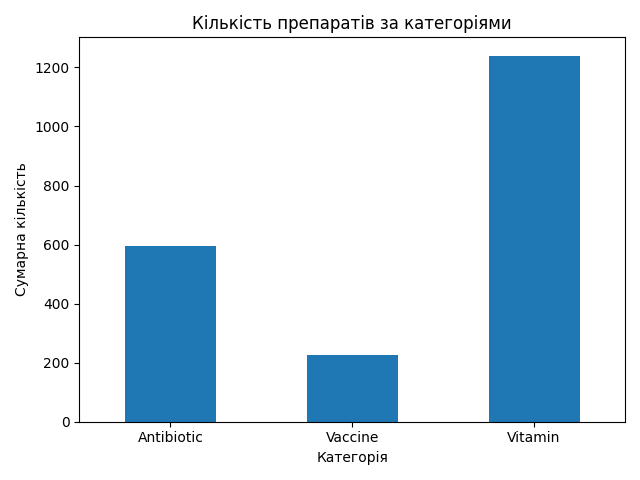 Кількість препаратів за категоріями
Сумарна кількість
1200
1000
800
600
400
200
0
Antibiotic
Vaccine
Vitamin
Категорія